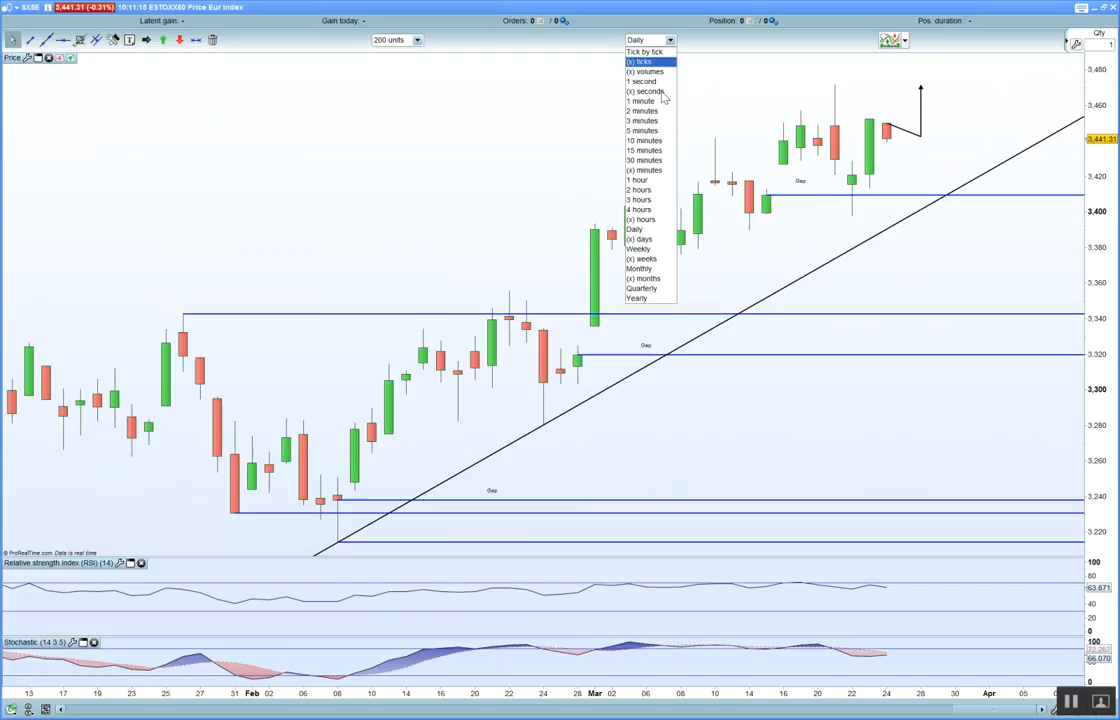 $XSE 3,441.31 (-0.31%) 10:11:15 ESTOXX50 Price Eur Index
Latent gain: - Gain today: - Orders: 0 / 0 Position: 0 / 0 Pos. duration : -
200 units Daily Qty
1
Price
Tick by tick
(x) ticks
(x) volumes
1 second
(x) seconds
1 minute
2 minutes
3 minutes
5 minutes
10 minutes
15 minutes
30 minutes
(x) minutes
1 hour
2 hours
3 hours
4 hours
(x) hours
Daily
(x) days
Weekly
(x) weeks
Monthly
(x) months
Quarterly
Yearly
3,480
3,460
3,441.31
3,420
3,400
3,380
3,360
3,340
3,320
3,300
3,280
3,260
3,240
3,220
Gap
Gap
Gap
© ProRealTime.com Data is real time
Relative strength index (RSI) (14)
100
80
63.871
40
20
0
Stochastic (14 3 5)
100
72.267
66.070
0
13 17 19 23 25 27 31 Feb 02 06 08 10 14 16 20 22 24 28 Mar 02 06 08 10 14 16 20 22 24 28 30 Apr 05